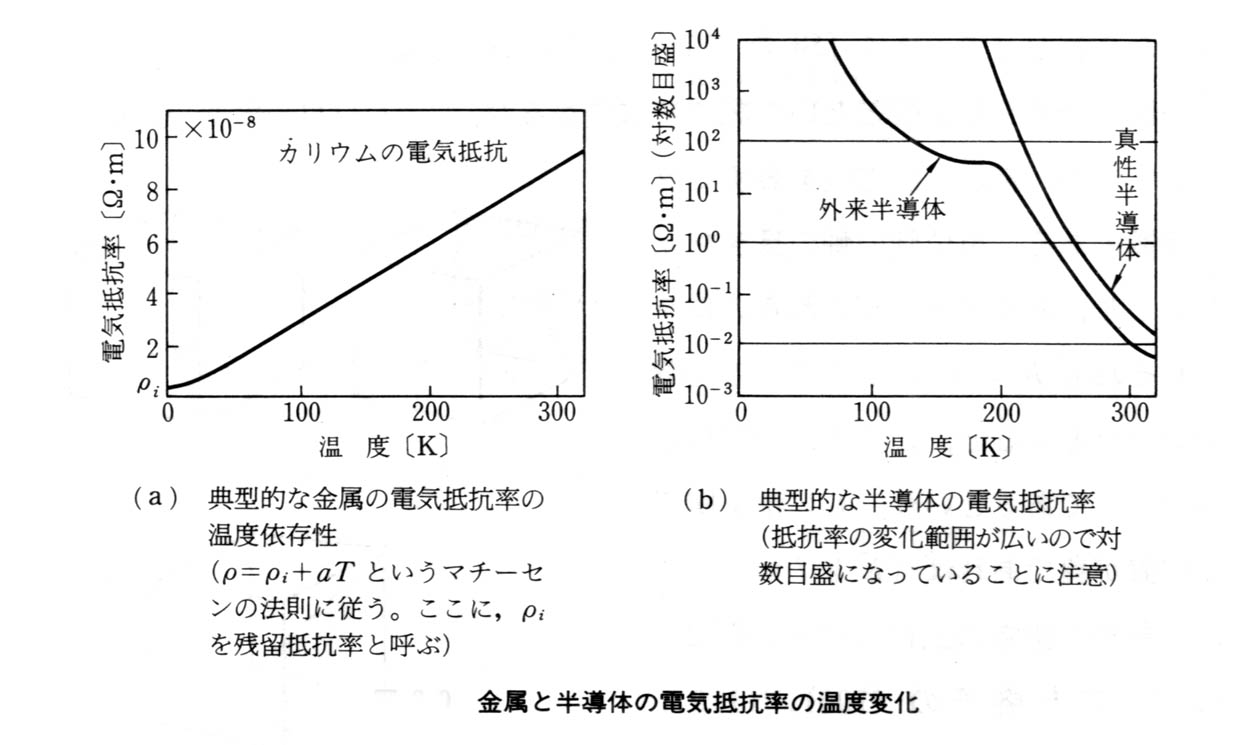 ×10⁻⁸
カリウムの電気抵抗
電気抵抗率〔Ω·m〕
10
8
6
4
2
ρi
0
100
200
300
温 度〔K〕
(a) 典型的な金属の電気抵抗率の
温度依存性
(ρ=ρi+aT というマチーセ
ンの法則に従う。ここに，ρi
を残留抵抗率と呼ぶ)
電気抵抗率〔Ω·m〕(対数目盛)
10⁴
10³
10²
10¹
10⁰
10⁻¹
10⁻²
10⁻³
外来半導体
真性半導体
0
100
200
300
温 度〔K〕
(b) 典型的な半導体の電気抵抗率
(抵抗率の変化範囲が広いので対
数目盛になっていることに注意)
金属と半導体の電気抵抗率の温度変化